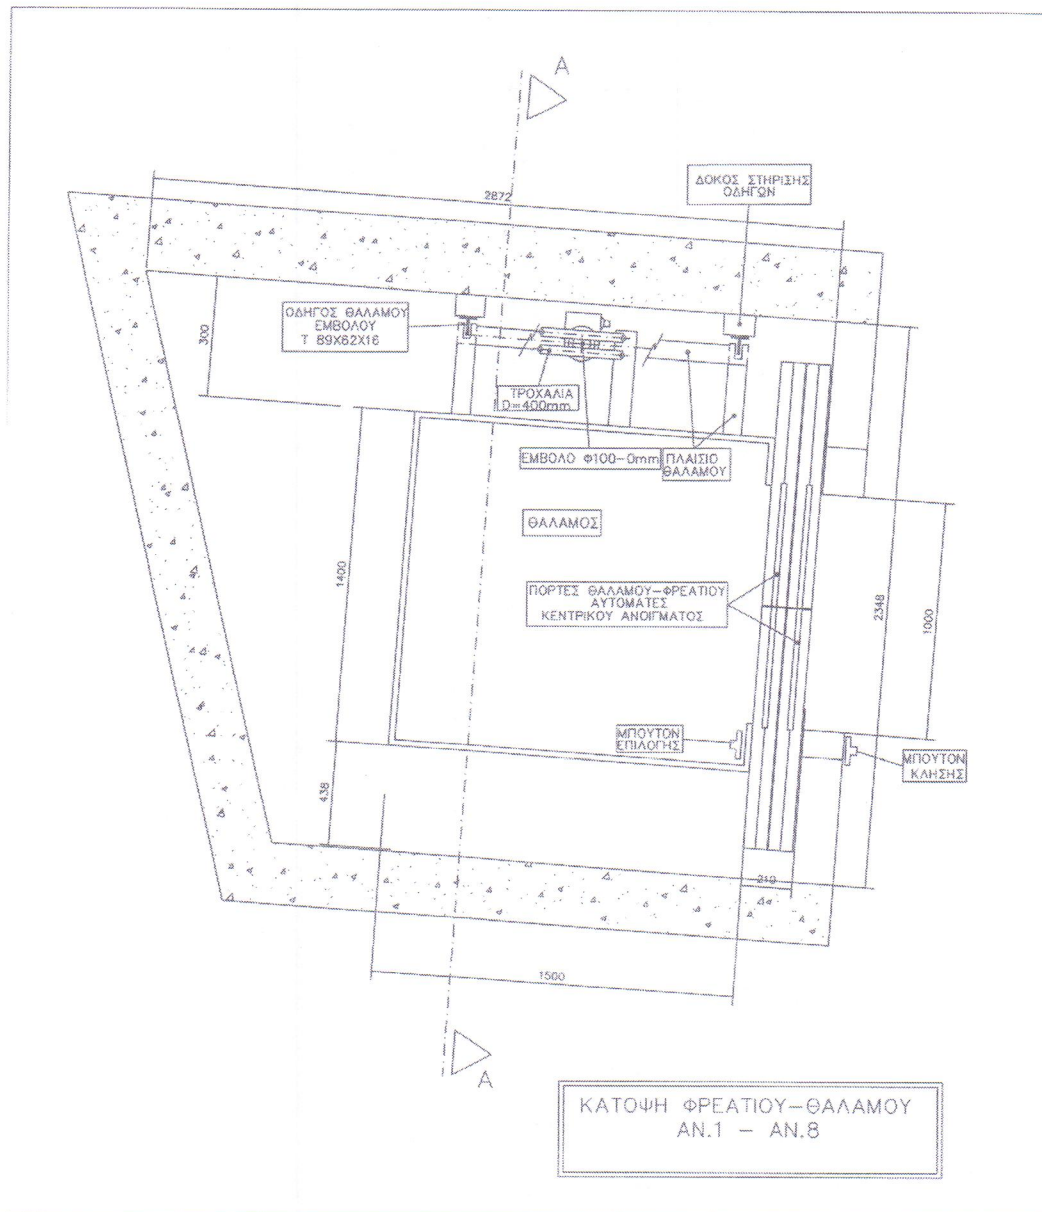 A
ΔΟΚΟΣ ΣΤΗΡΙΣΗΣ
ΟΔΗΓΩΝ
2872
ΟΔΗΓΟΣ ΘΑΛΑΜΟΥ
ΕΜΒΟΛΟΥ
Τ 89Χ62Χ16
300
ΤΡΟΧΑΛΙΑ
D=400mm
ΕΜΒΟΛΟ Φ100-0mm
ΠΛΑΙΣΙΟ
ΘΑΛΑΜΟΥ
ΘΑΛΑΜΟΣ
1400
ΠΟΡΤΕΣ ΘΑΛΑΜΟΥ-ΦΡΕΑΤΙΟΥ
ΑΥΤΟΜΑΤΕΣ
ΚΕΝΤΡΙΚΟΥ ΑΝΟΙΓΜΑΤΟΣ
2348
1000
ΜΠΟΥΤΟΝ
ΕΠΙΛΟΓΗΣ
ΜΠΟΥΤΟΝ
ΚΛΗΣΗΣ
438
210
1500
A
ΚΑΤΟΨΗ ΦΡΕΑΤΙΟΥ-ΘΑΛΑΜΟΥ
ΑΝ.1 - ΑΝ.8